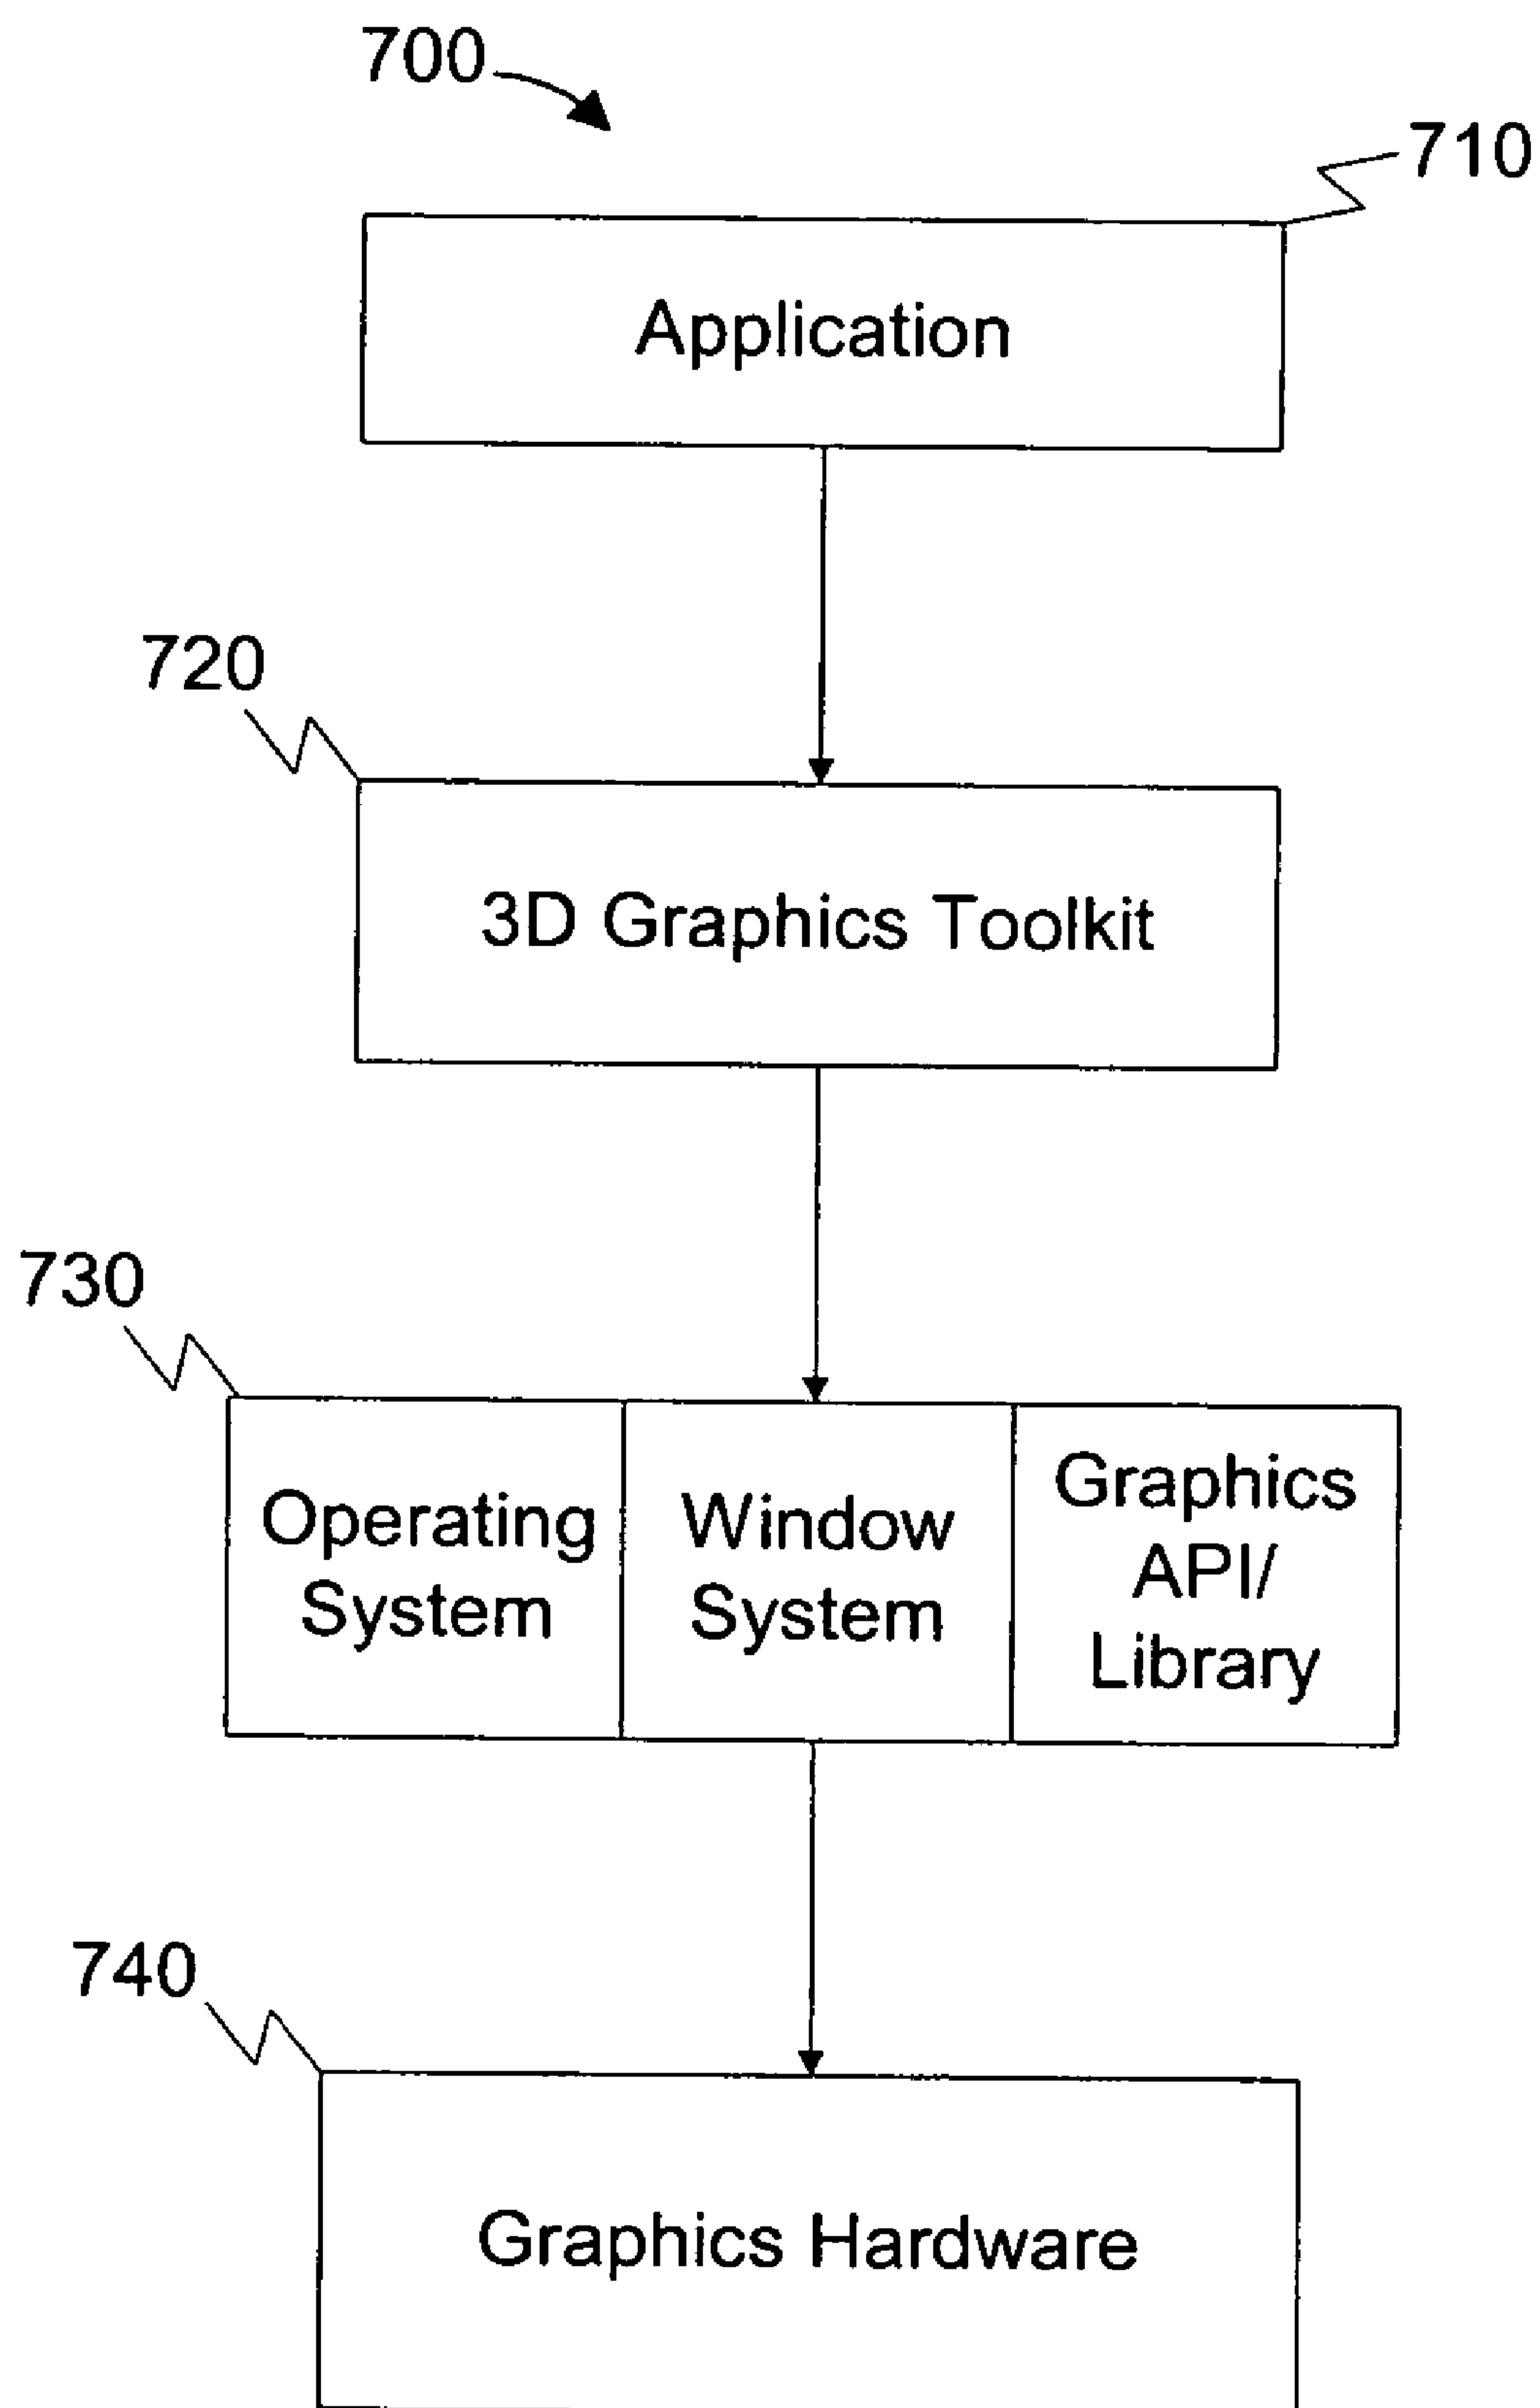 700
710
Application
720
3D Graphics Toolkit
730
Operating
System
Window
System
Graphics
API/
Library
740
Graphics Hardware